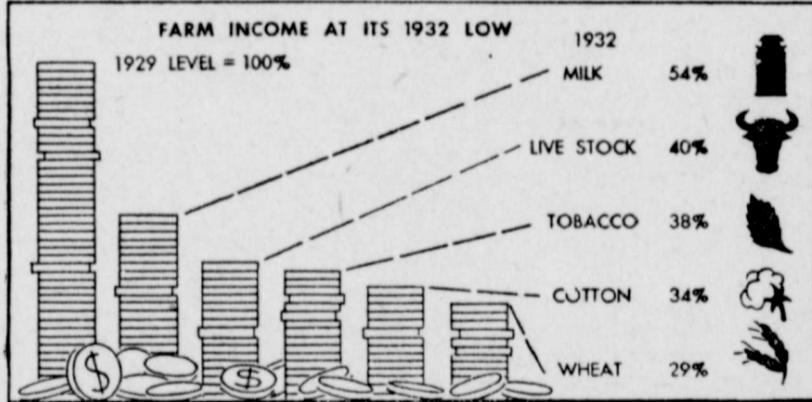 FARM INCOME AT ITS 1932 LOW
1929 LEVEL = 100%
1932
MILK 54%
LIVE STOCK 40%
TOBACCO 38%
COTTON 34%
WHEAT 29%
$
$